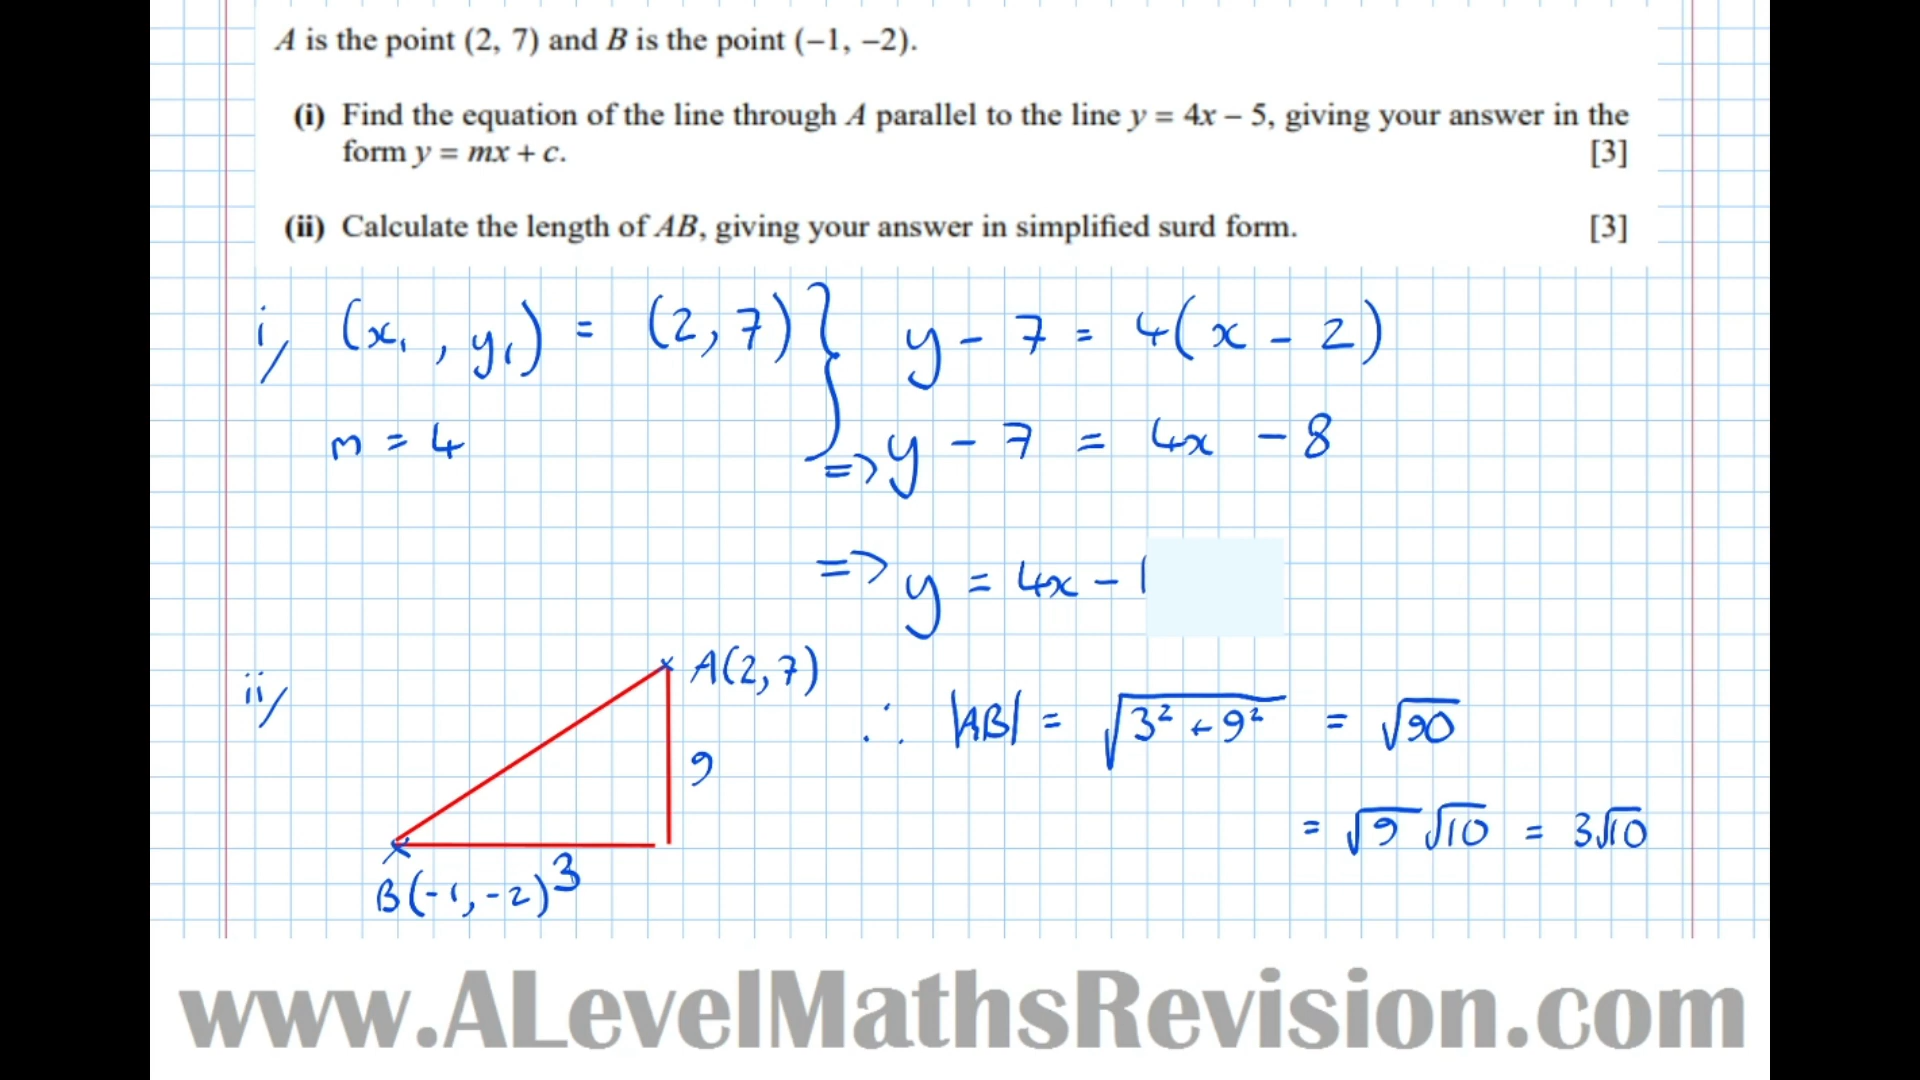 A is the point (2, 7) and B is the point (−1, −2).
(i) Find the equation of the line through A parallel to the line y = 4x − 5, giving your answer in the
form y = mx + c. [3]
(ii) Calculate the length of AB, giving your answer in simplified surd form. [3]
i/ (x₁, y₁) = (2, 7) } y − 7 = 4(x − 2)
m = 4 => y − 7 = 4x − 8
=> y = 4x − 1
ii/ A(2, 7) ∴ |AB| = √(3² + 9²) = √90
9
= √9 √10 = 3√10
3
B(−1, −2)
www.ALevelMathsRevision.com